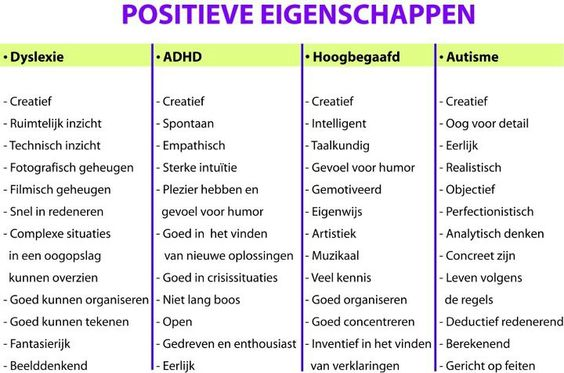 POSITIEVE EIGENSCHAPPEN
• Dyslexie
- Creatief
- Ruimtelijk inzicht
- Technisch inzicht
- Fotografisch geheugen
- Filmisch geheugen
- Snel in redeneren
- Complexe situaties
in een oogopslag
kunnen overzien
- Goed kunnen organiseren
- Goed kunnen tekenen
- Fantasierijk
- Beelddenkend
• ADHD
- Creatief
- Spontaan
- Empathisch
- Sterke intuïtie
- Plezier hebben en
gevoel voor humor
- Goed in het vinden
van nieuwe oplossingen
- Goed in crisissituaties
- Niet lang boos
- Open
- Gedreven en enthousiast
- Eerlijk
• Hoogbegaafd
- Creatief
- Intelligent
- Taalkundig
- Gevoel voor humor
- Gemotiveerd
- Eigenwijs
- Artistiek
- Muzikaal
- Veel kennis
- Goed organiseren
- Goed concentreren
- Inventief in het vinden
van verklaringen
• Autisme
- Creatief
- Oog voor detail
- Eerlijk
- Realistisch
- Objectief
- Perfectionistisch
- Analytisch denken
- Concreet zijn
- Leven volgens
de regels
- Deductief redenerend
- Berekenend
- Gericht op feiten